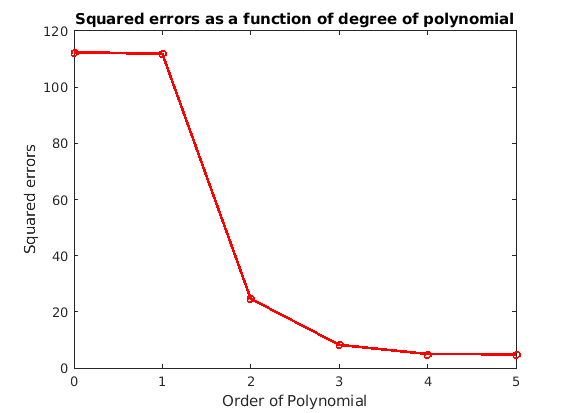 Squared errors as a function of degree of polynomial
120
100
80
60
40
20
0
Squared errors
0 1 2 3 4 5
Order of Polynomial